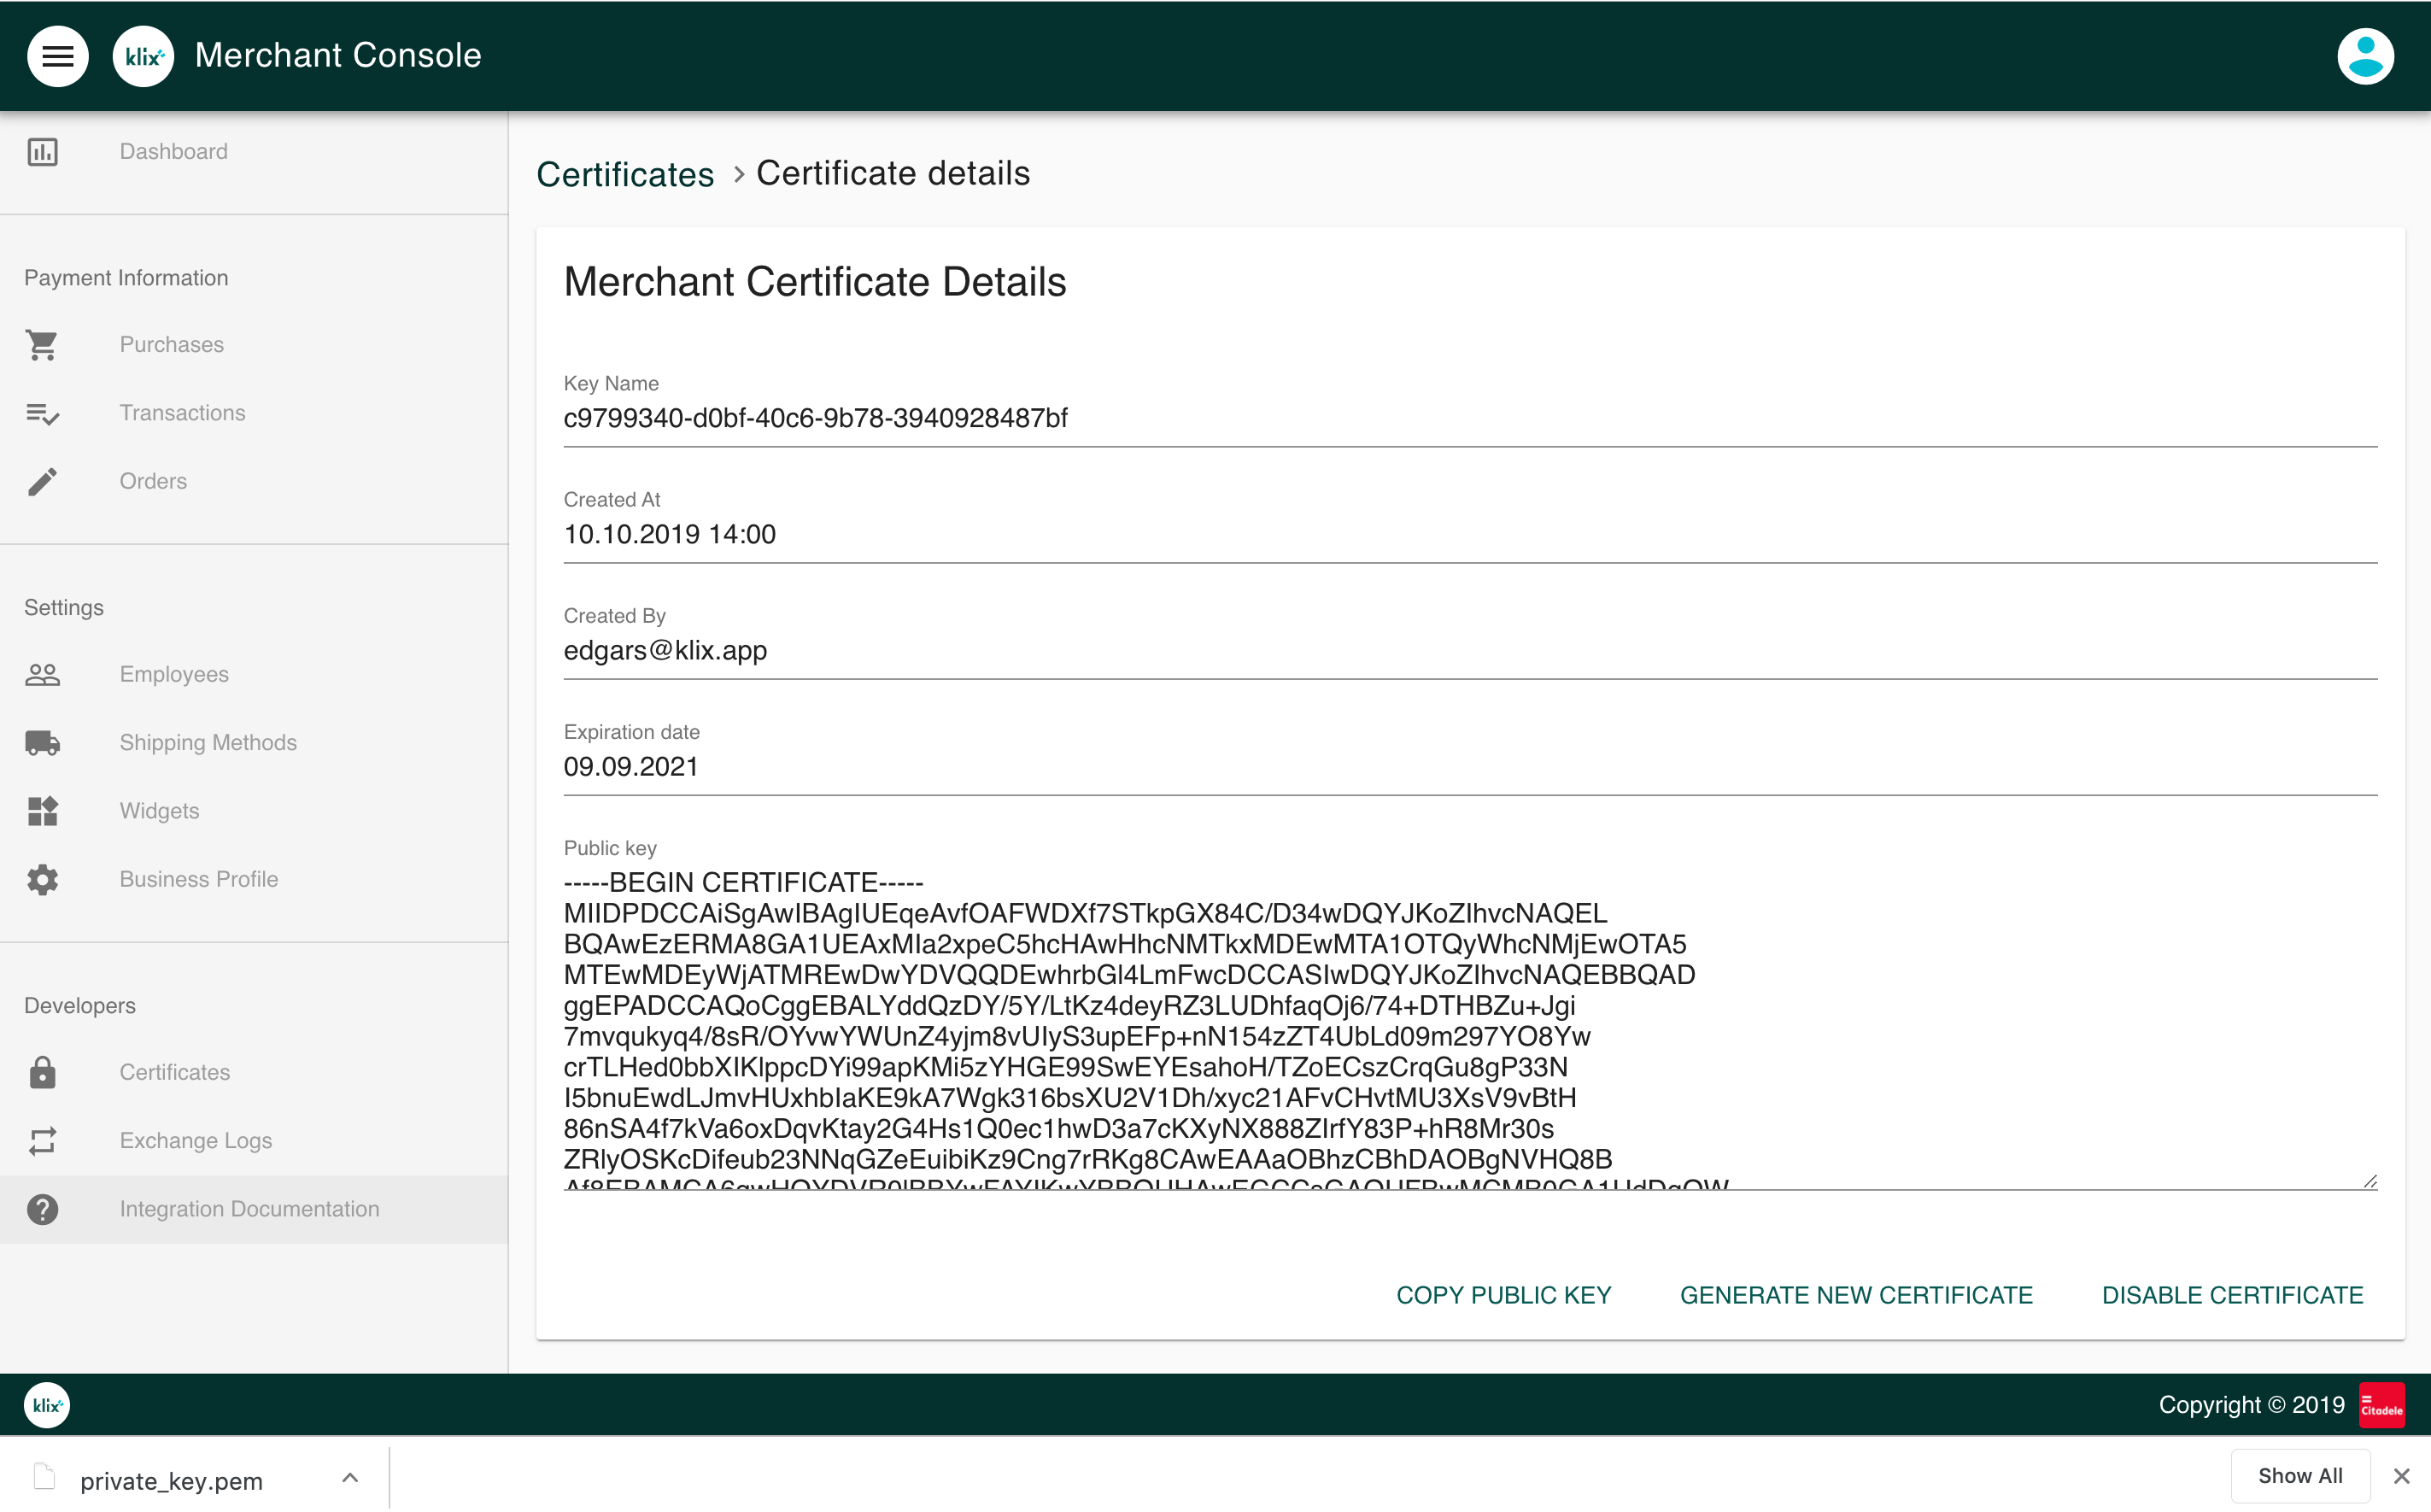 klix Merchant Console
Dashboard
Payment Information
Purchases
Transactions
Orders
Settings
Employees
Shipping Methods
Widgets
Business Profile
Developers
Certificates
Exchange Logs
Integration Documentation
Certificates > Certificate details
Merchant Certificate Details
Key Name
c9799340-d0bf-40c6-9b78-3940928487bf
Created At
10.10.2019 14:00
Created By
edgars@klix.app
Expiration date
09.09.2021
Public key
-----BEGIN CERTIFICATE-----
MIIDPDCCAiSgAwIBAgIUEqeAvfOAFWDXf7STkpGX84C/D34wDQYJKoZIhvcNAQEL
BQAwEzERMA8GA1UEAxMIa2xpeC5hcHAwHhcNMTkxMDEwMTA1OTQyWhcNMjEwOTA5
MTEwMDEyWjATMREwDwYDVQQDEwhrbGl4LmFwcDCCASIwDQYJKoZIhvcNAQEBBQAD
ggEPADCCAQoCggEBALYddQzDY/5Y/LtKz4deyRZ3LUDhfaqOj6/74+DTHBZu+Jgi
7mvqukyq4/8sR/OYvwYWUnZ4yjm8vUIyS3upEFp+nN154zZT4UbLd09m297YO8Yw
crTLHed0bbXIKlppcDYi99apKMi5zYHGE99SwEYEsahoH/TZoECszCrqGu8gP33N
I5bnuEwdLJmvHUxhbIaKE9kA7Wgk316bsXU2V1Dh/xyc21AFvCHvtMU3XsV9vBtH
86nSA4f7kVa6oxDqvKtay2G4Hs1Q0ec1hwD3a7cKXyNX888ZIrfY83P+hR8Mr30s
ZRlyOSKcDifeub23NNqGZeEuibiKz9Cng7rRKg8CAwEAAaOBhzCBhDAOBgNVHQ8B
COPY PUBLIC KEY GENERATE NEW CERTIFICATE DISABLE CERTIFICATE
klix Copyright © 2019 Citadele
private_key.pem Show All